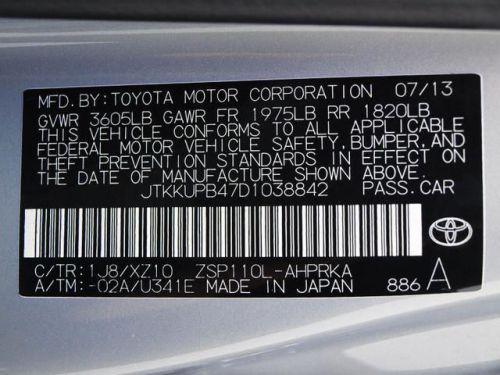 MFD.BY:TOYOTA MOTOR CORPORATION 07/13
GVWR 3605LB GAWR FR 1975LB RR 1820LB
THIS VEHICLE CONFORMS TO ALL APPLICABLE
FEDERAL MOTOR VEHICLE SAFETY, BUMPER, AND
THEFT PREVENTION STANDARDS IN EFFECT ON
THE DATE OF MANUFACTURE SHOWN ABOVE.
JTKKUPB47D1038842 PASS.CAR
C/TR:1J8/XZ10 ZSP110L-AHPRKA
A/TM:-02A/U341E MADE IN JAPAN 886 A